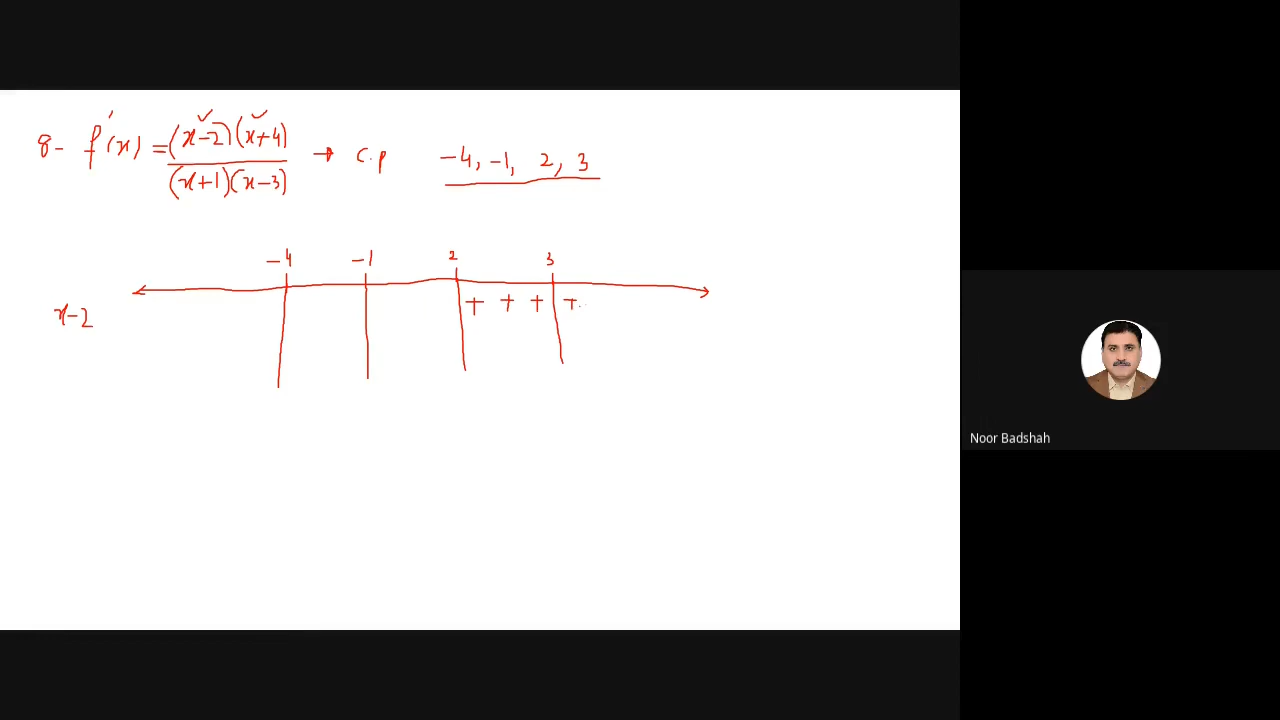 8- f'(x) = (x-2)(x+4) / (x+1)(x-3) → C.P -4, -1, 2, 3
-4 -1 2 3
x-2 + + + +
Noor Badshah